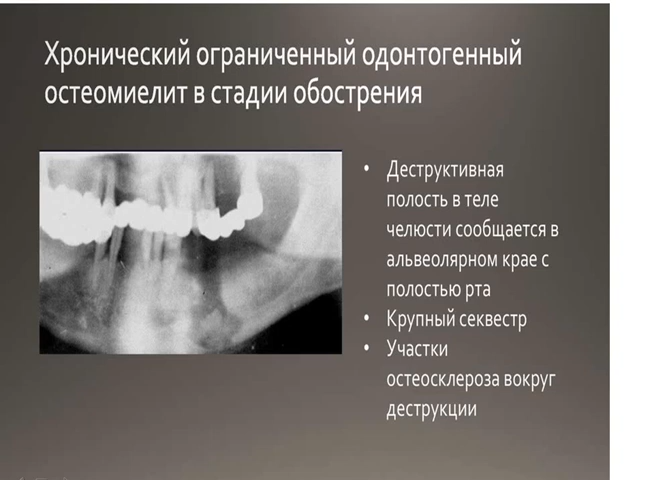 Хронический ограниченный одонтогенный
остеомиелит в стадии обострения
• Деструктивная
полость в теле
челюсти сообщается в
альвеолярном крае с
полостью рта
• Крупный секвестр
• Участки
остеосклероза вокруг
деструкции